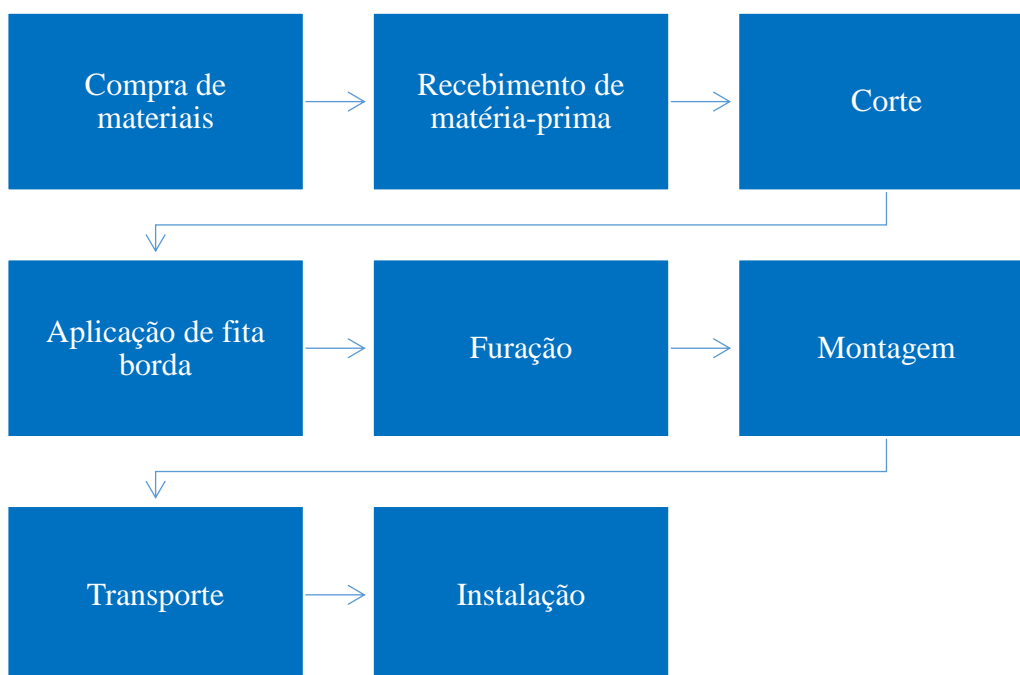 Compra de
materiais
Recebimento de
matéria-prima
Corte
Aplicação de fita
borda
Furação
Montagem
Transporte
Instalação